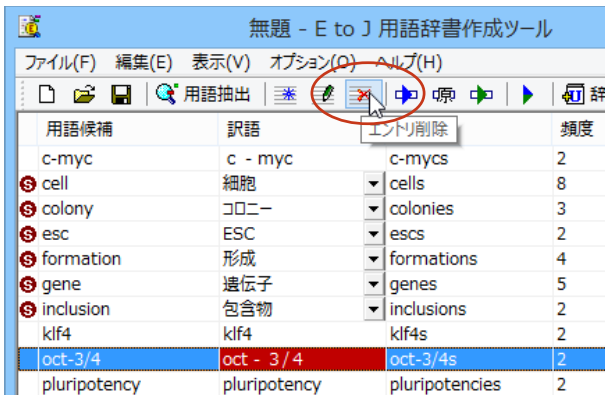 無題 - E to J 用語辞書作成ツール
ファイル(F) 編集(E) 表示(V) オプション(O) ヘルプ(H)
用語抽出 原 辞
エントリ削除
用語候補 訳語 頻度
c-myc c - myc c-mycs 2
S cell 細胞 cells 8
S colony コロニー colonies 3
S esc ESC escs 2
S formation 形成 formations 4
S gene 遺伝子 genes 5
S inclusion 包含物 inclusions 2
klf4 klf4 klf4s 2
oct-3/4 oct - 3/4 oct-3/4s 2
pluripotency pluripotency pluripotencies 2